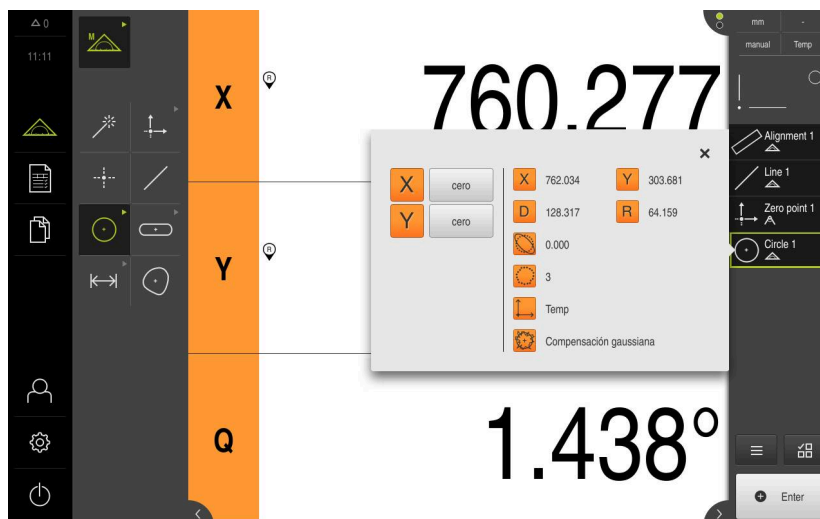 0
11:11
M
X
R
760.277
Y
R
Q
1.438°
X cero
Y cero
X 762.034 Y 303.681
D 128.317 R 64.159
0.000
3
Temp
Compensación gaussiana
mm -
manual Temp
Alignment 1
Line 1
Zero point 1
Circle 1
Enter